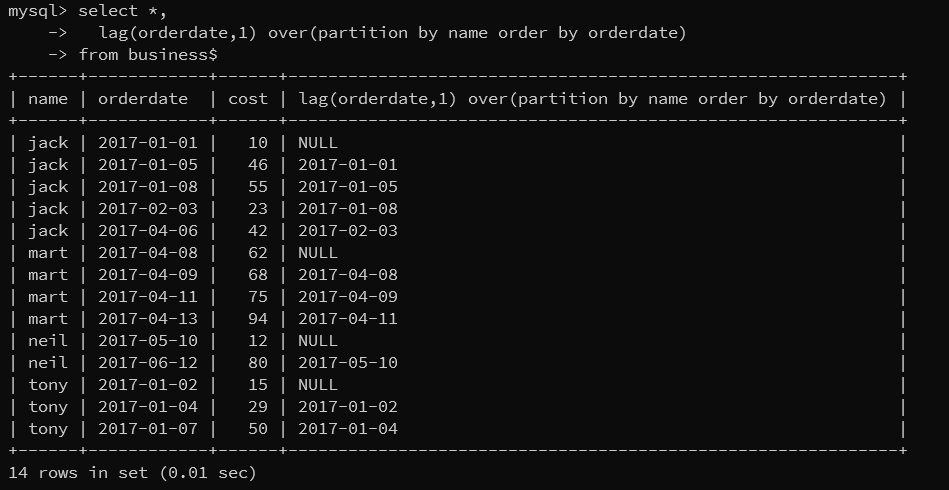 mysql> select *,
    ->   lag(orderdate,1) over(partition by name order by orderdate)
    -> from business$
+------+------------+------+-------------------------------------------------------------+
| name | orderdate  | cost | lag(orderdate,1) over(partition by name order by orderdate) |
+------+------------+------+-------------------------------------------------------------+
| jack | 2017-01-01 |   10 | NULL                                                        |
| jack | 2017-01-05 |   46 | 2017-01-01                                                  |
| jack | 2017-01-08 |   55 | 2017-01-05                                                  |
| jack | 2017-02-03 |   23 | 2017-01-08                                                  |
| jack | 2017-04-06 |   42 | 2017-02-03                                                  |
| mart | 2017-04-08 |   62 | NULL                                                        |
| mart | 2017-04-09 |   68 | 2017-04-08                                                  |
| mart | 2017-04-11 |   75 | 2017-04-09                                                  |
| mart | 2017-04-13 |   94 | 2017-04-11                                                  |
| neil | 2017-05-10 |   12 | NULL                                                        |
| neil | 2017-06-12 |   80 | 2017-05-10                                                  |
| tony | 2017-01-02 |   15 | NULL                                                        |
| tony | 2017-01-04 |   29 | 2017-01-02                                                  |
| tony | 2017-01-07 |   50 | 2017-01-04                                                  |
+------+------------+------+-------------------------------------------------------------+
14 rows in set (0.01 sec)